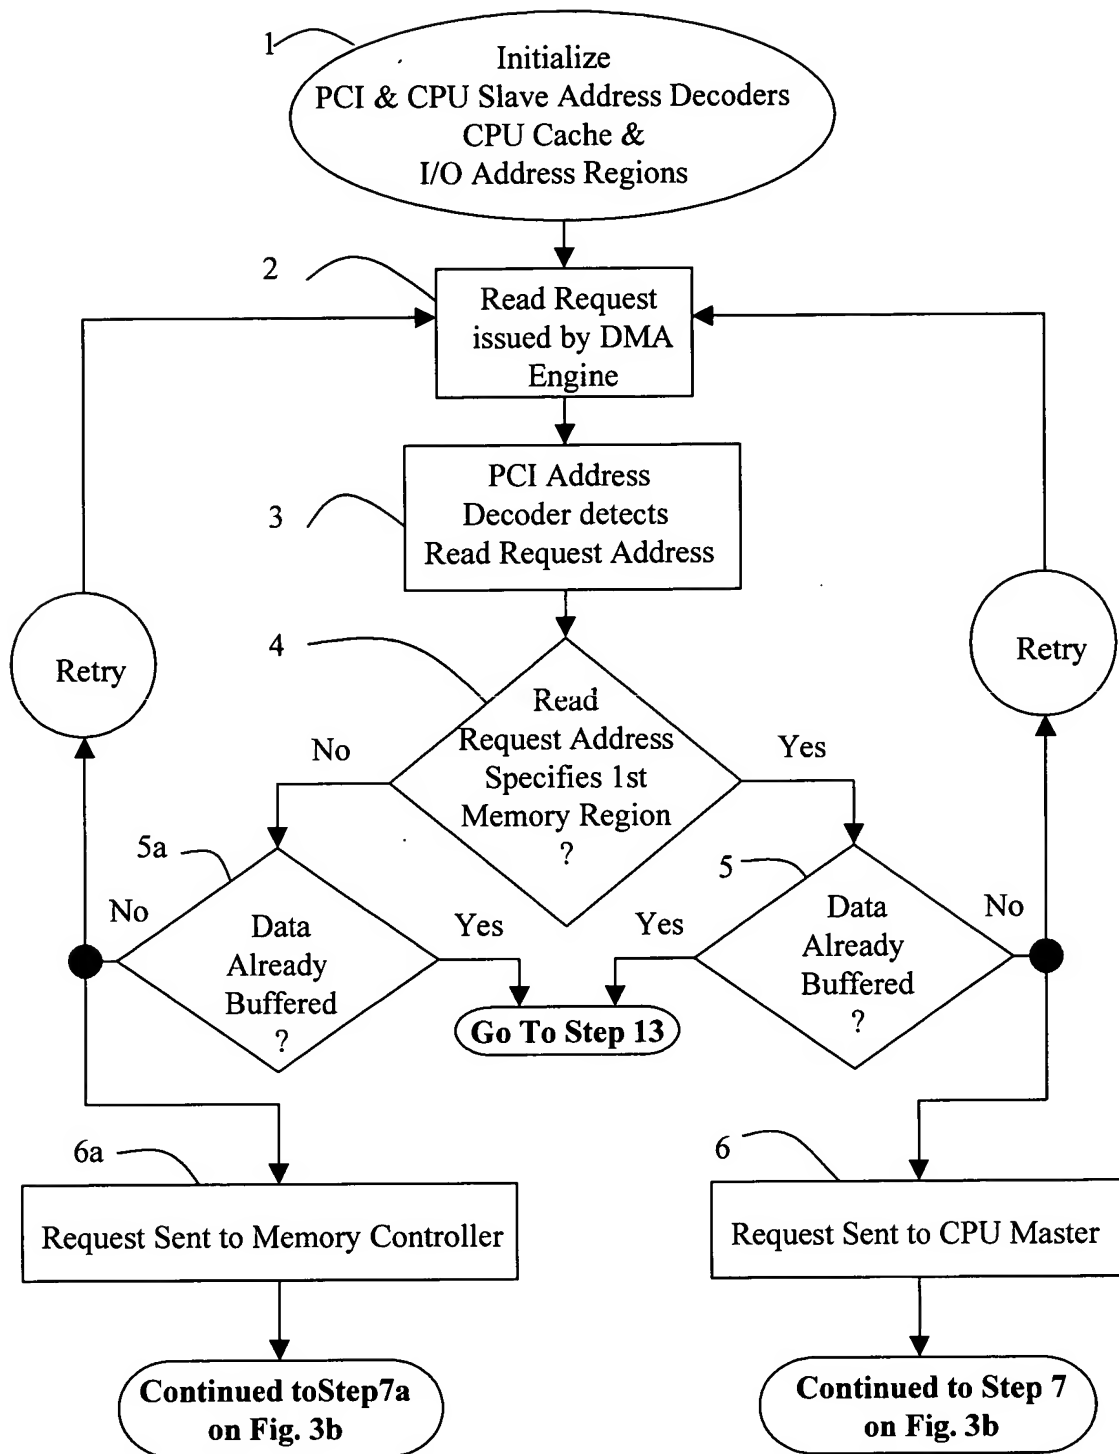 1
Initialize
PCI & CPU Slave Address Decoders
CPU Cache &
I/O Address Regions
2
Read Request
issued by DMA
Engine
3
PCI Address
Decoder detects
Read Request Address
Retry
Retry
4
Read
Request Address
Specifies 1st
Memory Region
?
No
Yes
5a
Data
Already
Buffered
?
No
Yes
5
Data
Already
Buffered
?
Yes
No
Go To Step 13
6a
Request Sent to Memory Controller
6
Request Sent to CPU Master
Continued toStep7a
on Fig. 3b
Continued to Step 7
on Fig. 3b